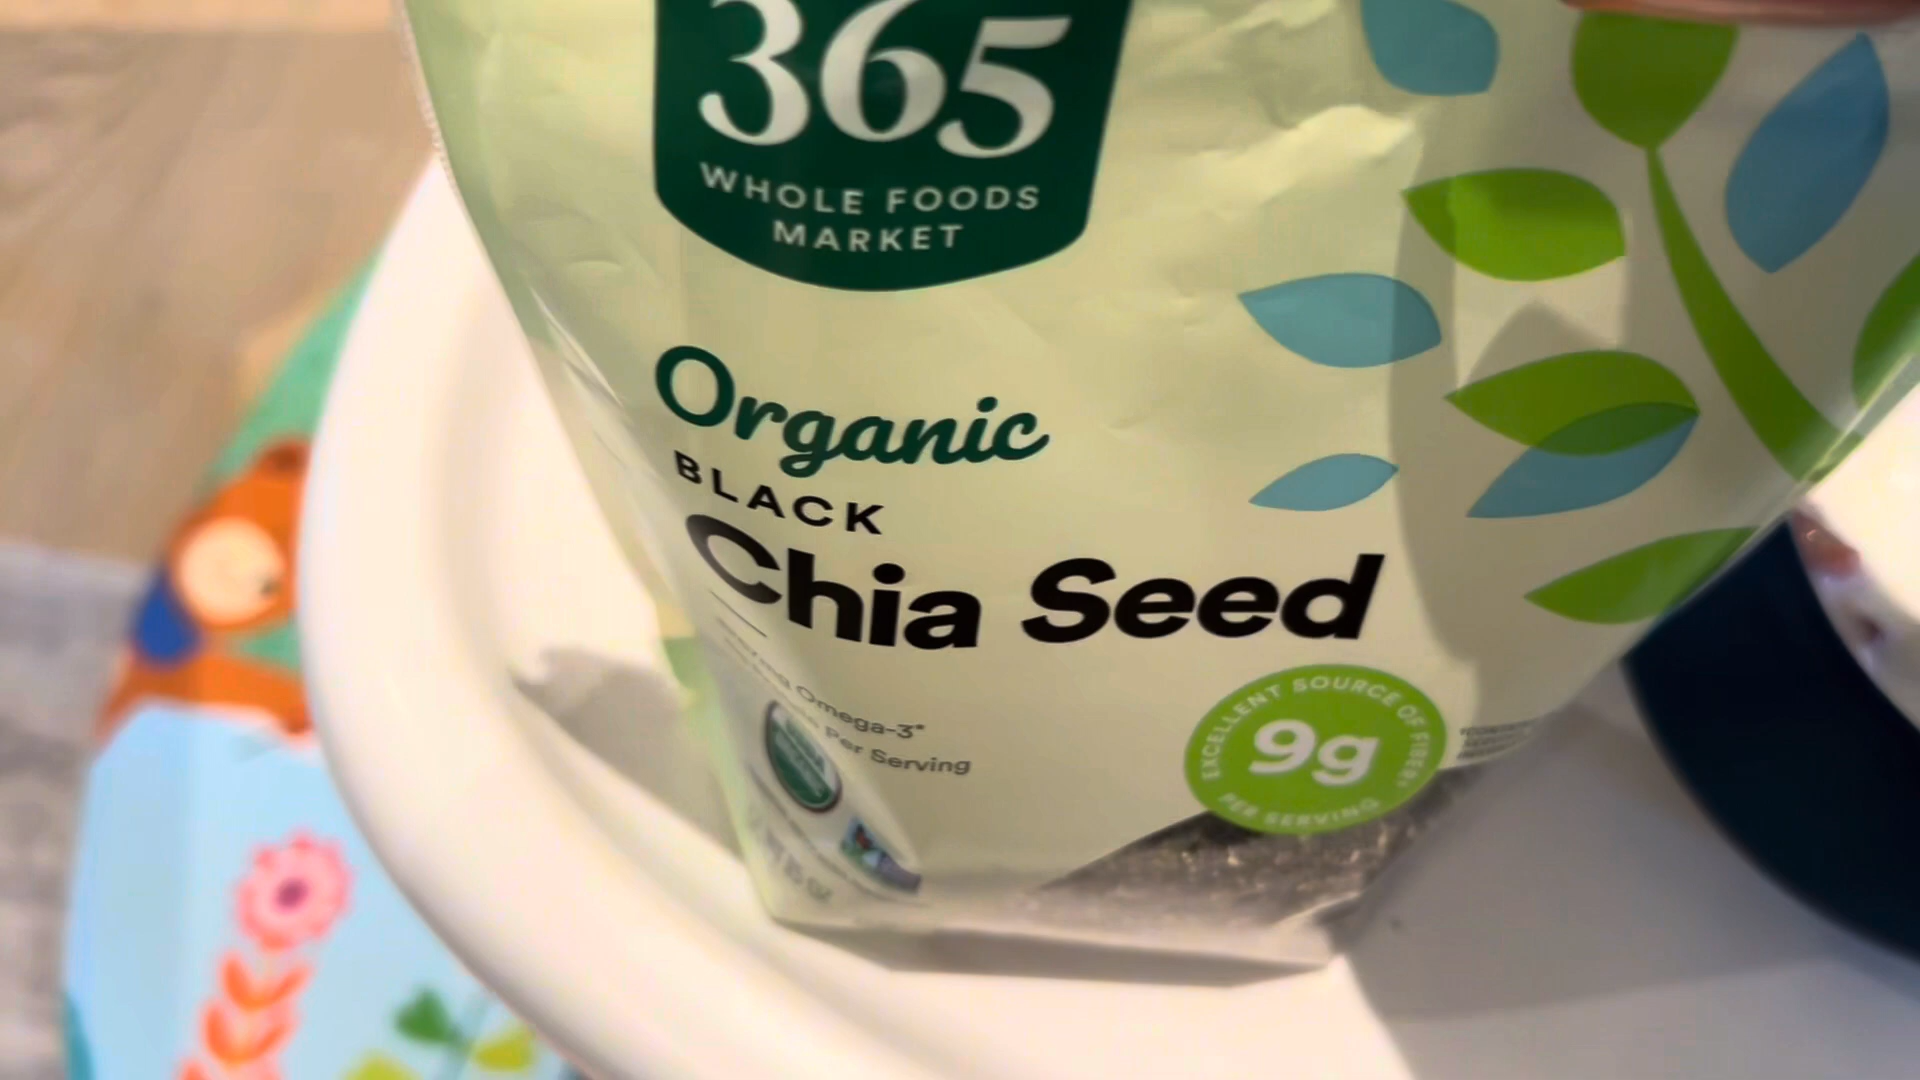 365
WHOLE FOODS
MARKET
Organic
BLACK
Chia Seed
Omega-3*
Per Serving
EXCELLENT SOURCE OF FIBER*
9g
PER SERVING